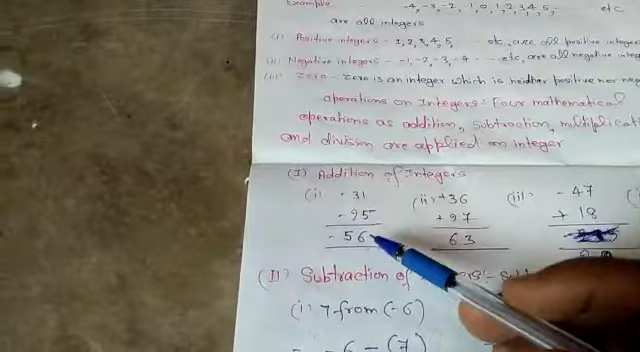 Example -4, -3, -2, -1, 0, 1, 2, 3, 4, 5, etc
are all integers
(i) Positive integers - 1, 2, 3, 4, 5, etc, are all positive
(ii) Negative integers - -1, -2, -3, -4 - - etc, are all negative
(iii) Zero - Zero is an integer which is neither positive nor
operations on Integers: Four mathematical
operations as addition, subtraction,
and division are applied on integer
(I) Addition of Integers
(i) -31 (ii) +36 (iii) -47
-95 +97 +18
-56 63
(II) Subtraction of
(i) 7 from (-6)
= -6 - (7)